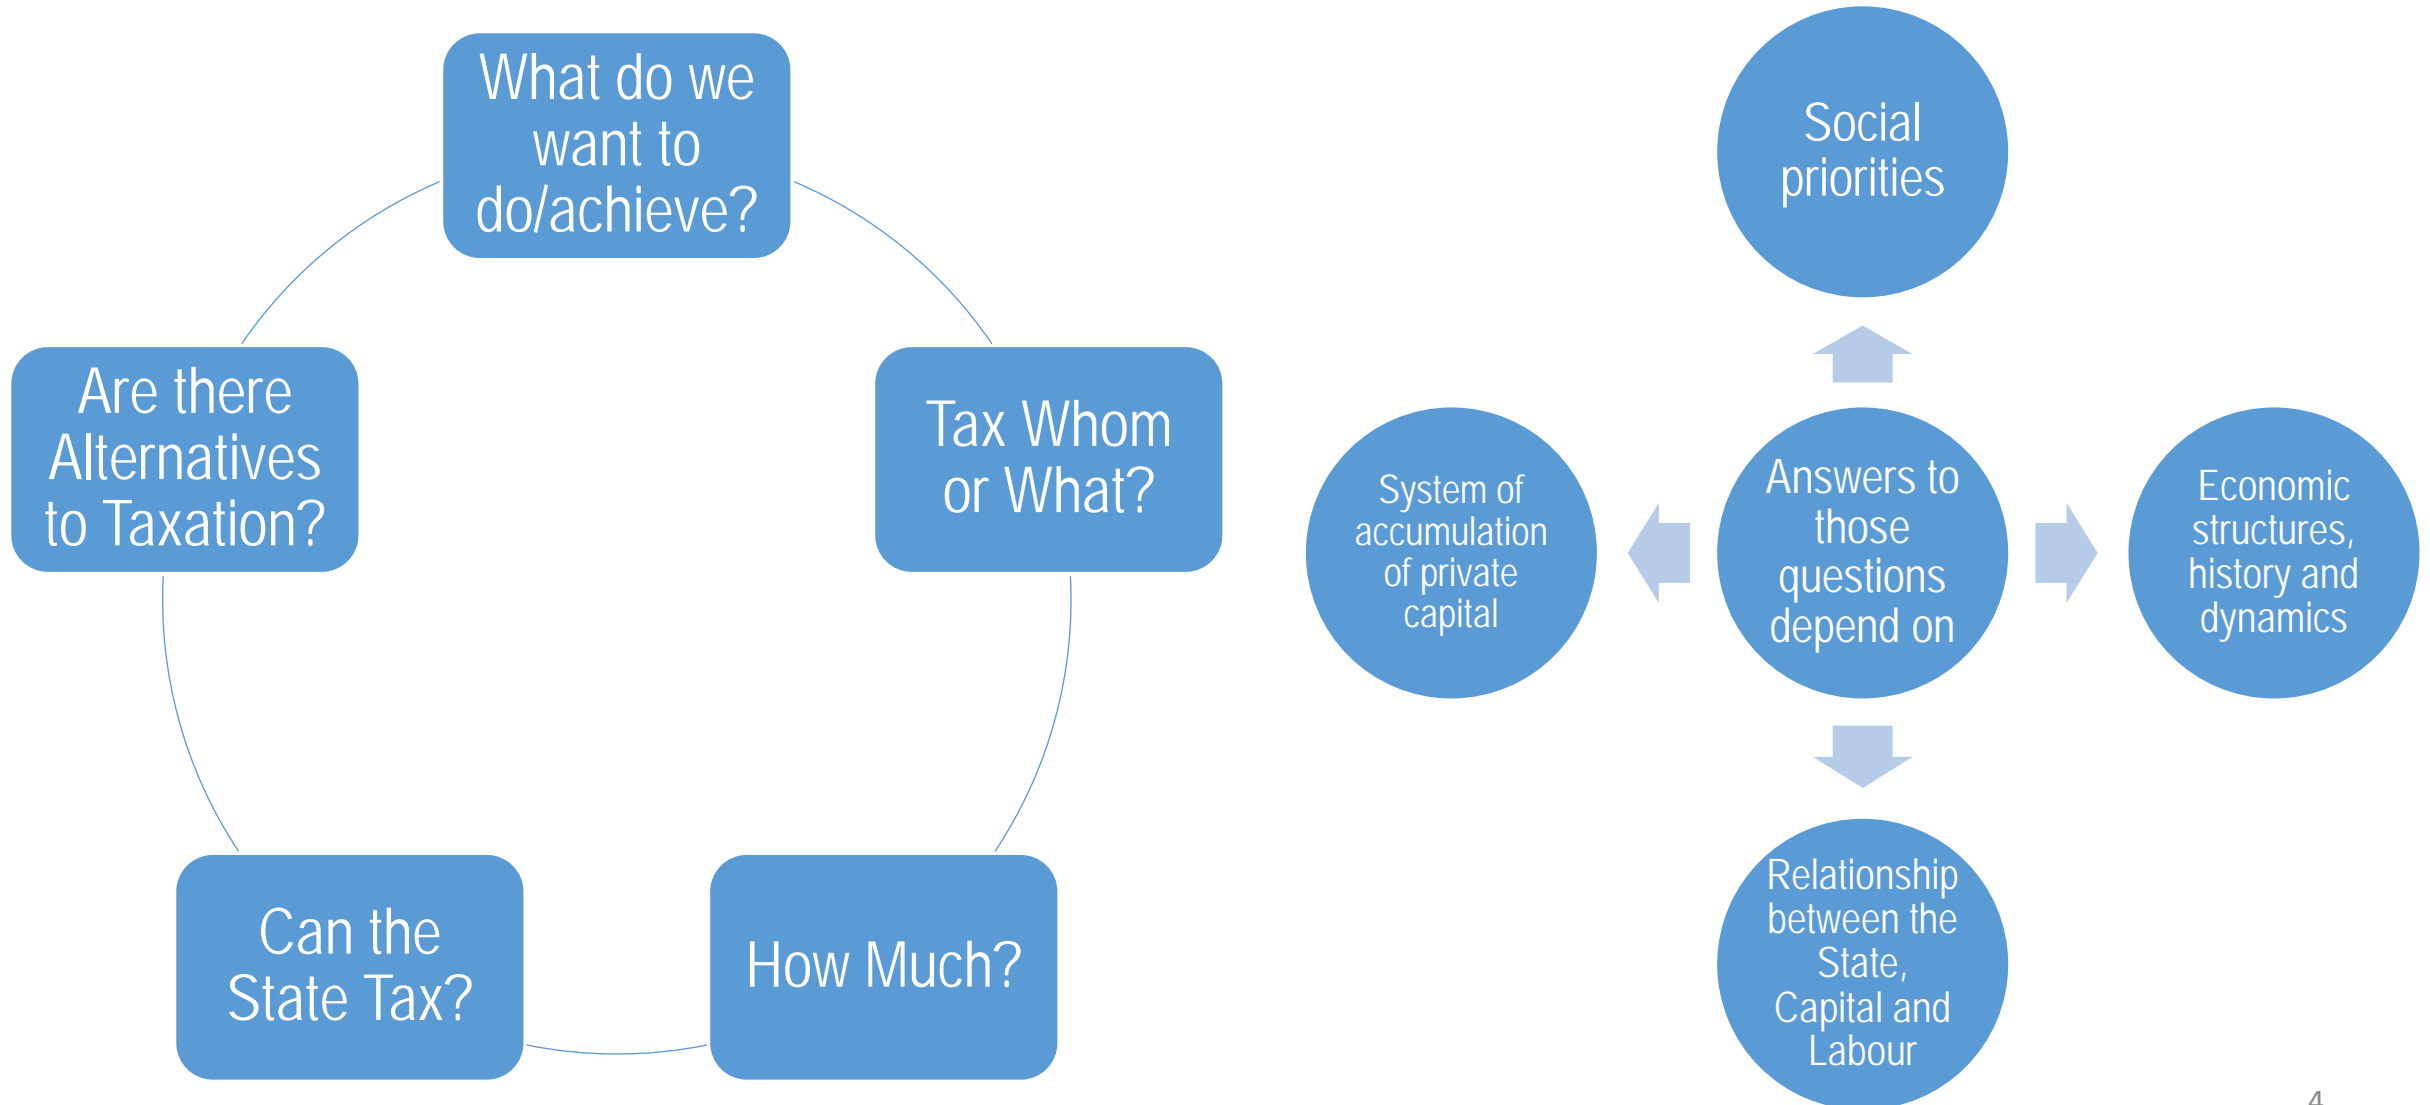 What do we
want to
do/achieve?
Tax Whom
or What?
How Much?
Can the
State Tax?
Are there
Alternatives
to Taxation?
Social
priorities
Answers to
those
questions
depend on
Economic
structures,
history and
dynamics
Relationship
between the
State,
Capital and
Labour
System of
accumulation
of private
capital
4